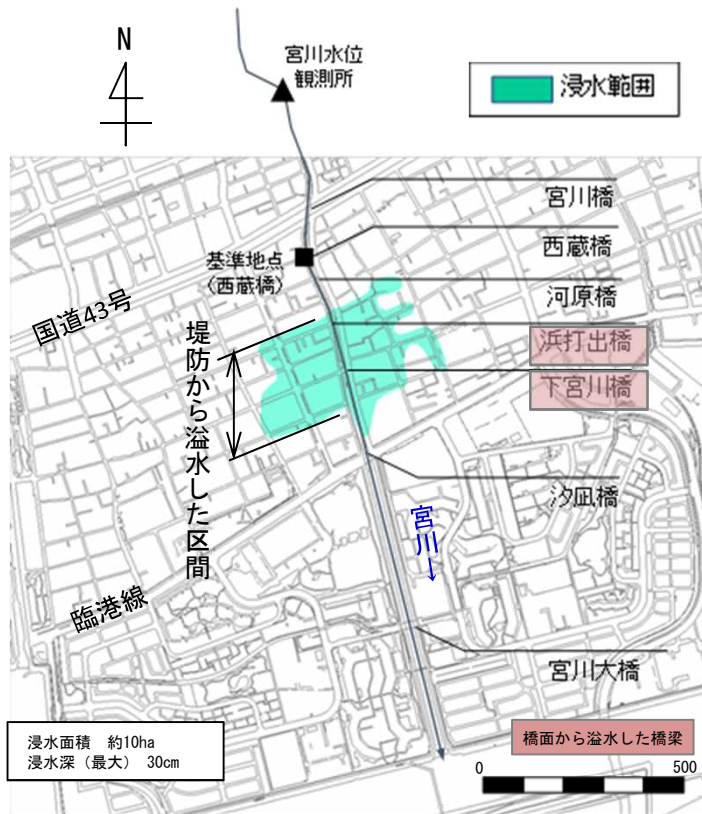 N
宮川水位
観測所
浸水範囲
宮川橋
西蔵橋
基準地点
(西蔵橋)
河原橋
国道43号
浜打出橋
下宮川橋
堤防から溢水した区間
汐凪橋
宮川→
臨港線
宮川大橋
浸水面積 約10ha
浸水深（最大） 30cm
橋面から溢水した橋梁
0 500